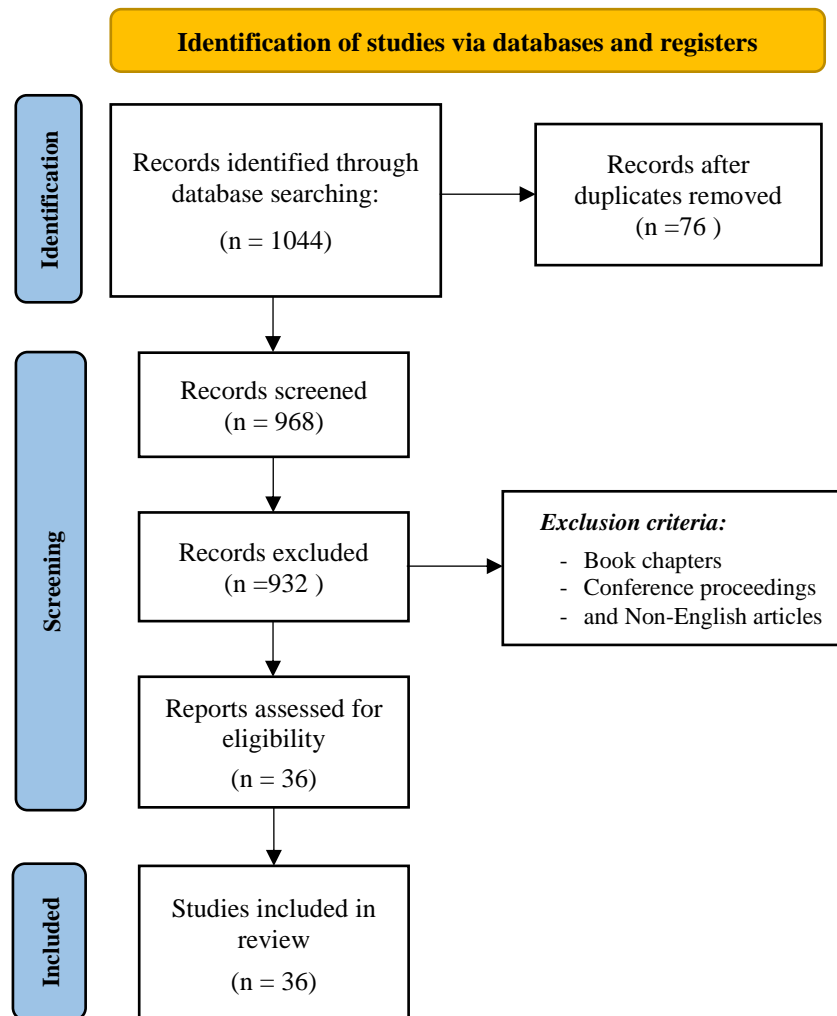 Identification of studies via databases and registers
Identification
Records identified through
database searching:
(n = 1044)
Records after
duplicates removed
(n =76 )
Screening
Records screened
(n = 968)
Records excluded
(n =932 )
Exclusion criteria:
- Book chapters
- Conference proceedings
- and Non-English articles
Reports assessed for
eligibility
(n = 36)
Included
Studies included in
review
(n = 36)